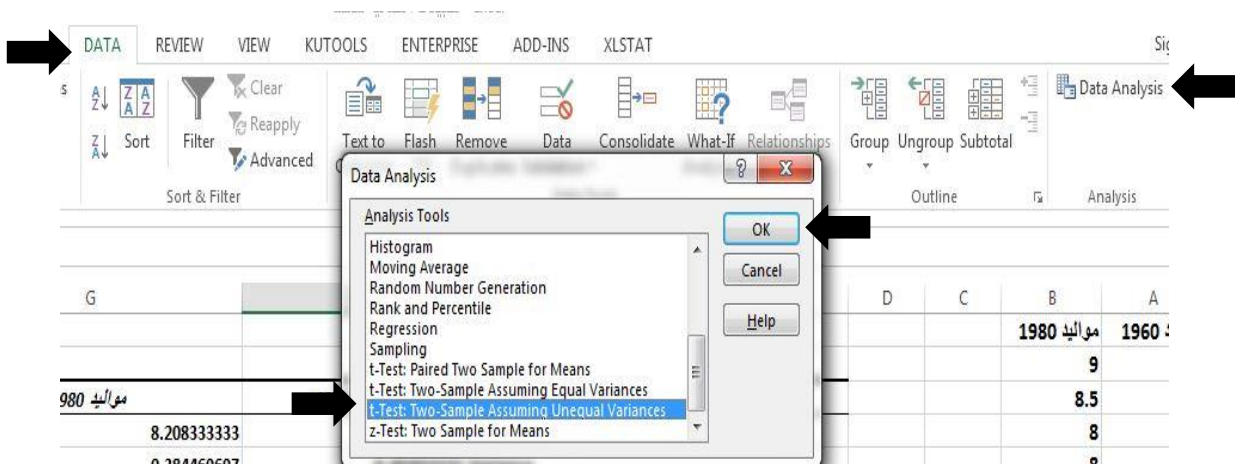 DATA REVIEW VIEW KUTOOLS ENTERPRISE ADD-INS XLSTAT
Sort
Filter
Clear
Reapply
Advanced
Text to Flash Remove Data Consolidate What-If Relationships
Group Ungroup Subtotal
Data Analysis
Sort & Filter
Outline
Analysis
Data Analysis
Analysis Tools
Histogram
Moving Average
Random Number Generation
Rank and Percentile
Regression
Sampling
t-Test: Paired Two Sample for Means
t-Test: Two-Sample Assuming Equal Variances
t-Test: Two-Sample Assuming Unequal Variances
z-Test: Two Sample for Means
OK
Cancel
Help
G D C B A
مواليد 1980
1960
9
8.5
8
8
مواليد
8.208333333